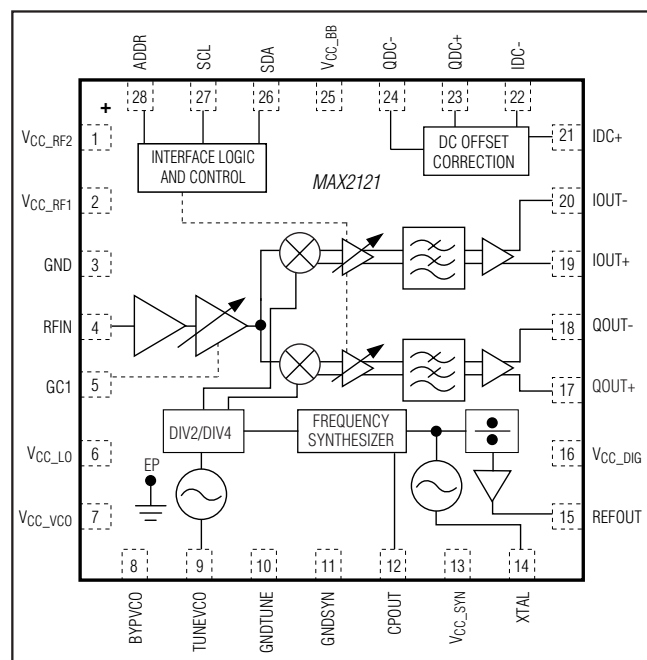 ADDR
SCL
SDA
VCC_BB
QDC-
QDC+
IDC-
28
27
26
25
24
23
22
+
VCC_RF2
1
INTERFACE LOGIC
AND CONTROL
MAX2121
DC OFFSET
CORRECTION
21
IDC+
VCC_RF1
2
20
IOUT-
GND
3
19
IOUT+
RFIN
4
18
QOUT-
GC1
5
17
QOUT+
DIV2/DIV4
FREQUENCY
SYNTHESIZER
VCC_LO
6
16
VCC_DIG
EP
VCC_VCO
7
15
REFOUT
8
9
10
11
12
13
14
BYPVCO
TUNEVCO
GNDTUNE
GNDSYN
CPOUT
VCC_SYN
XTAL